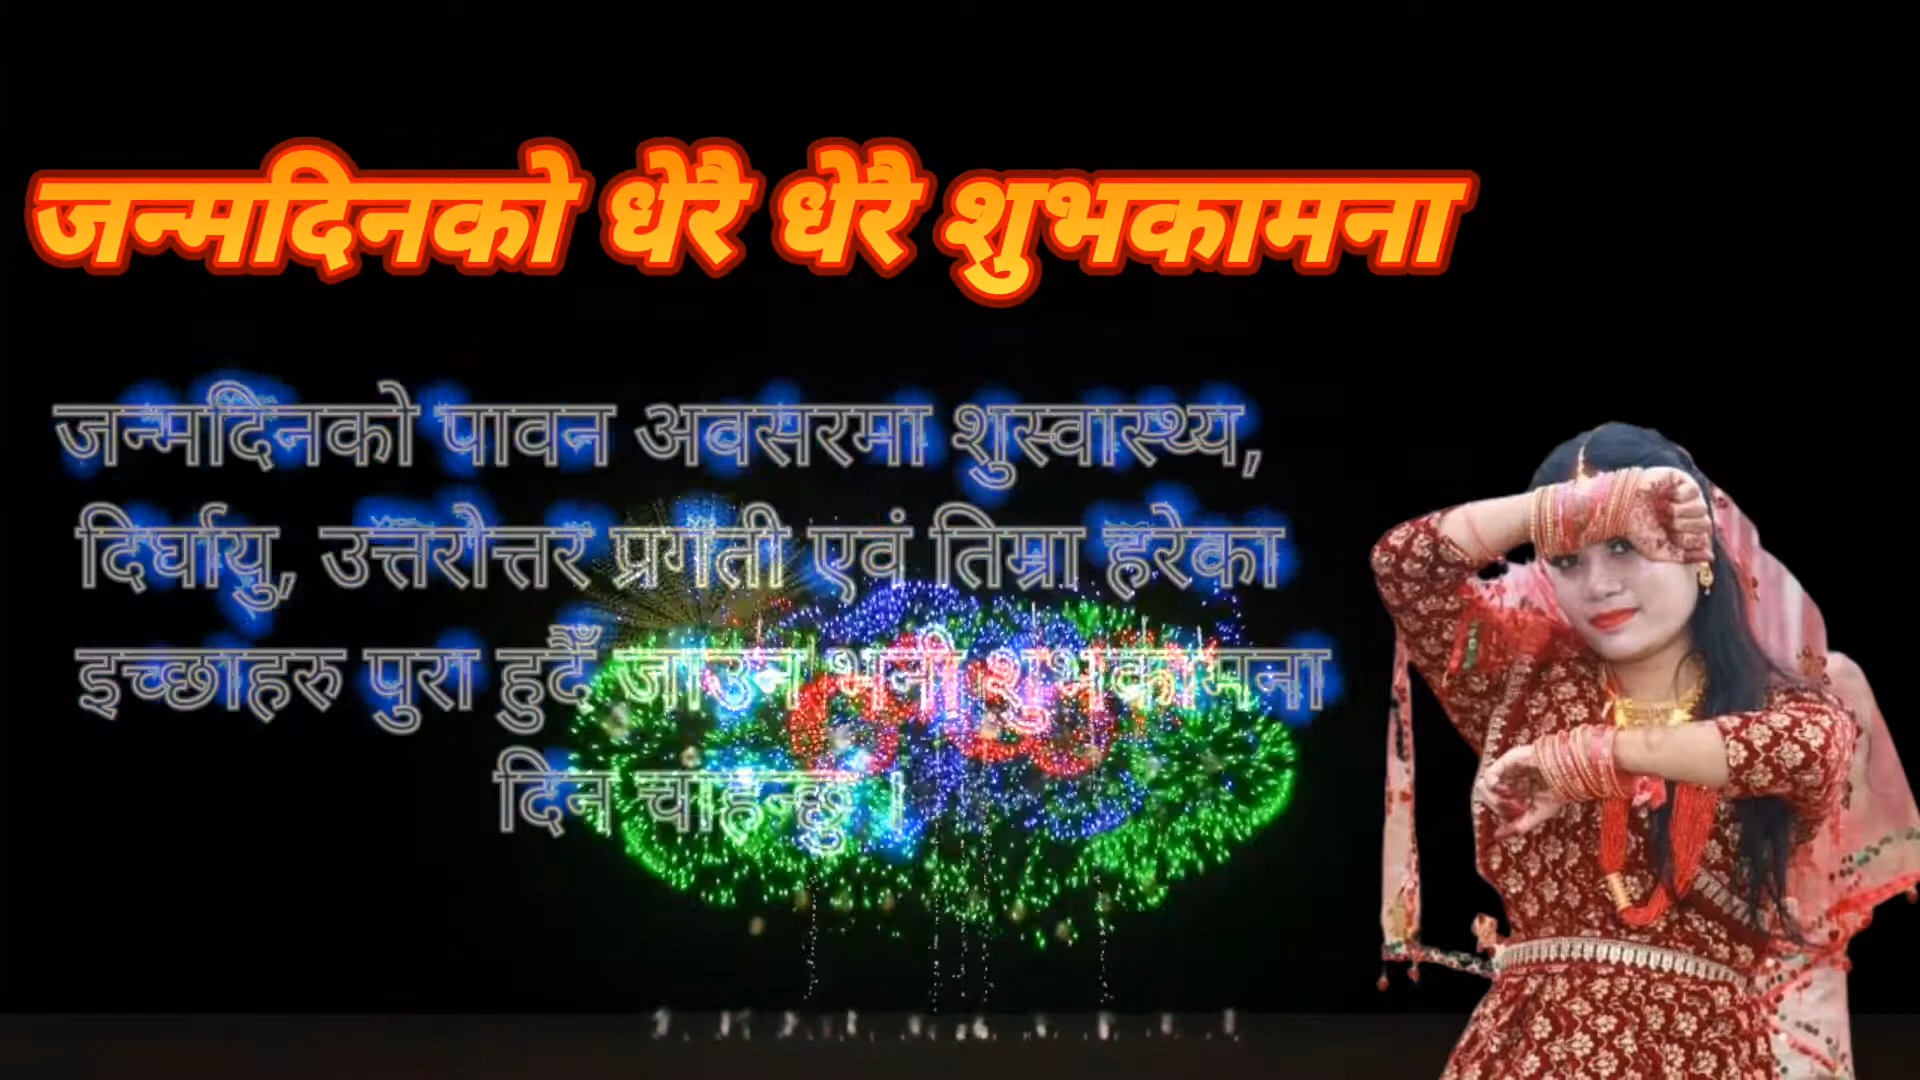 जन्मदिनको धेरै धेरै शुभकामना
जन्मदिनको पावन अवसरमा शुस्वास्थ्य,
दिर्घायु, उत्तरोत्तर प्रगती एवं तिम्रा हरेका
इच्छाहरु पुरा हुदैँ जाउन भनी शुभकामना
दिन चाहन्छु ।